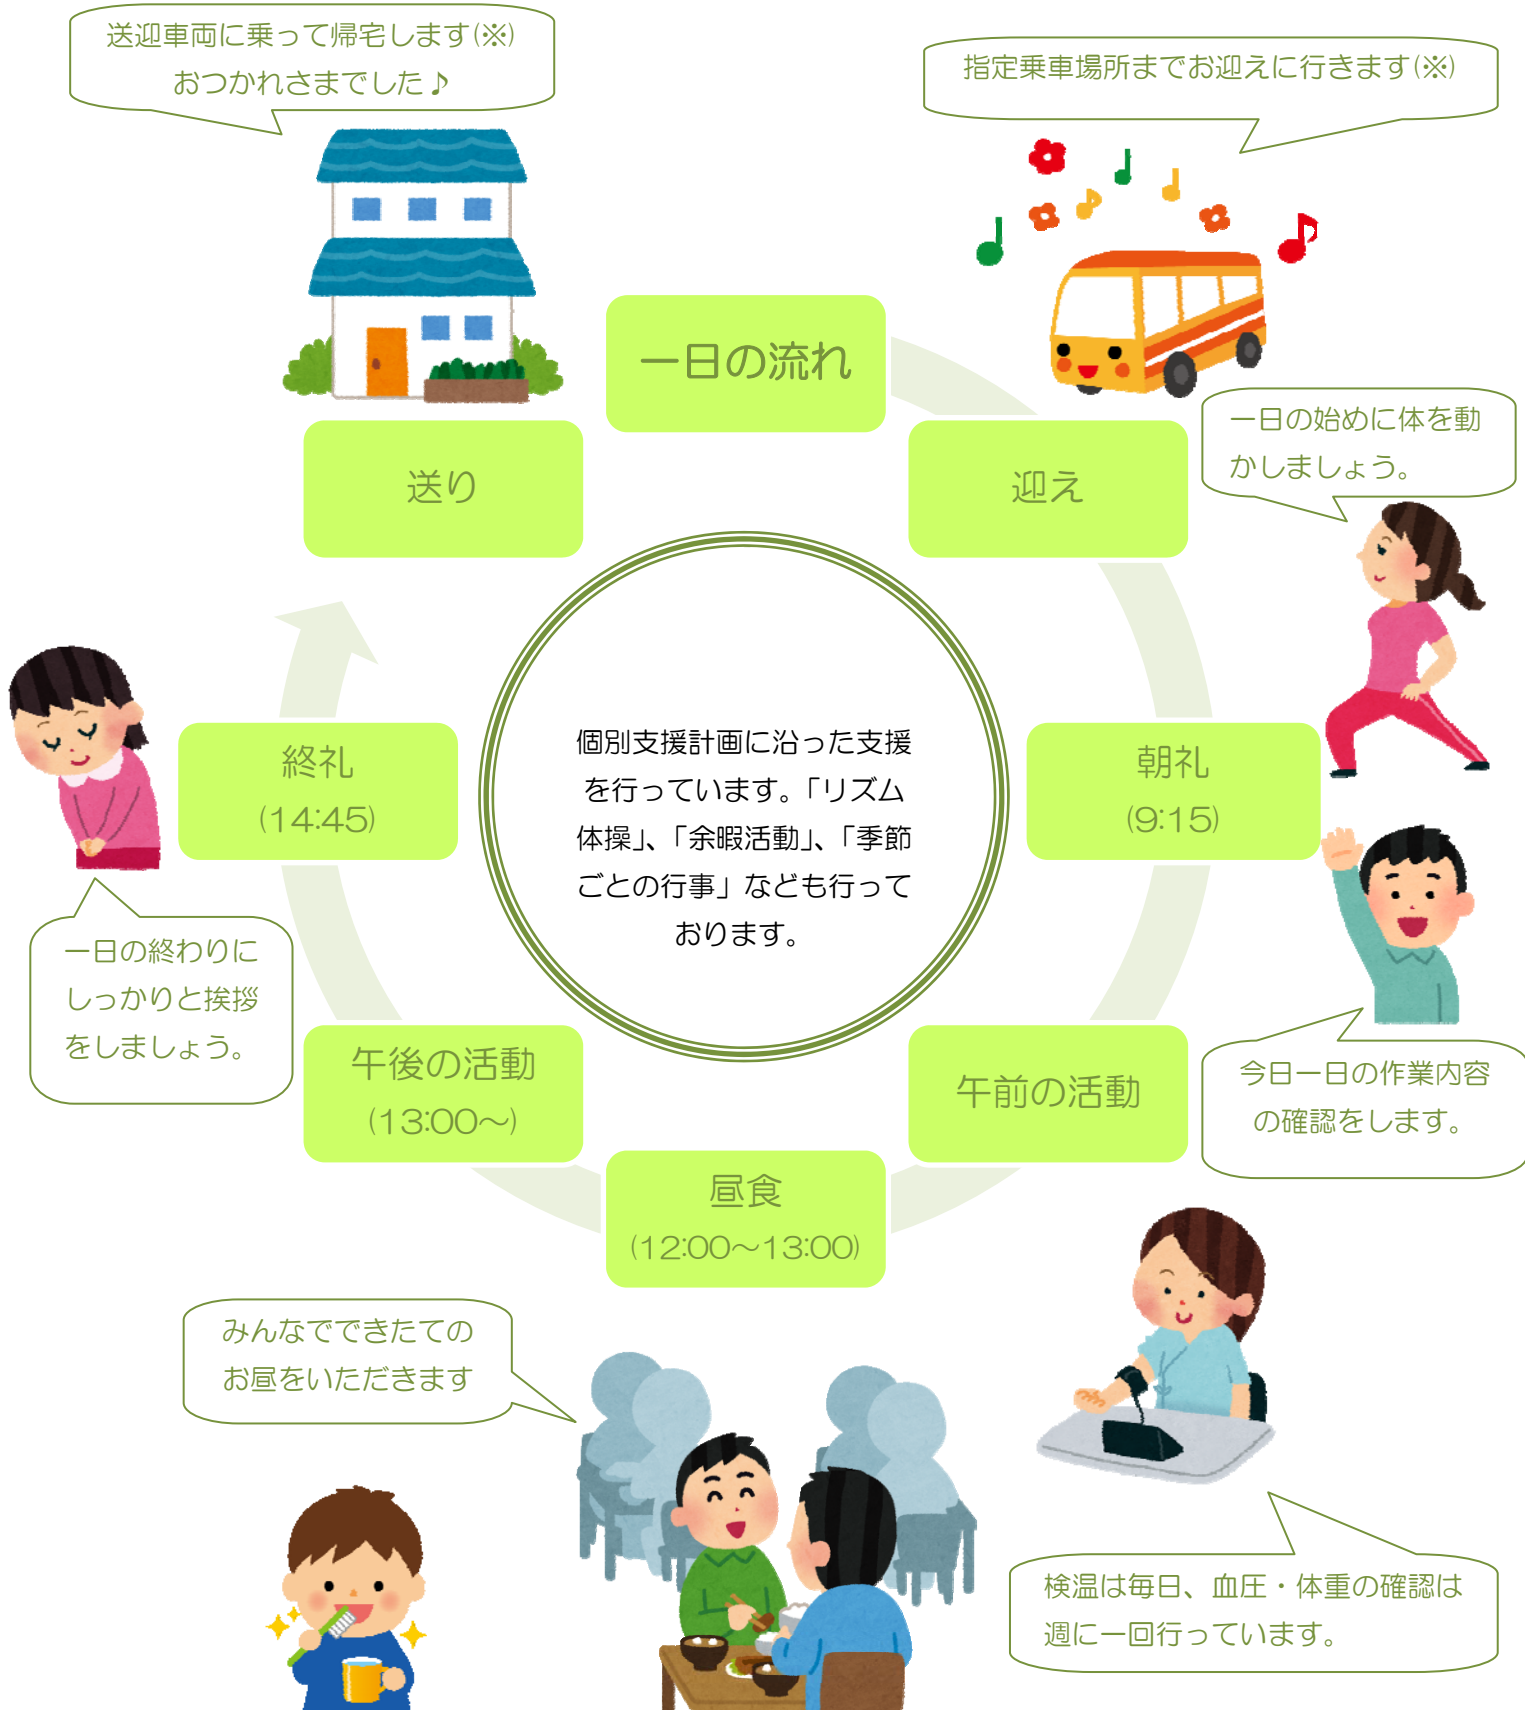 送迎車両に乗って帰宅します(※)
おつかれさまでした♪
指定乗車場所までお迎えに行きます(※)
一日の流れ
一日の始めに体を動
かしましょう。
送り
迎え
個別支援計画に沿った支援
を行っています。「リズム
体操」、「余暇活動」、「季節
ごとの行事」なども行って
おります。
終礼
(14:45)
朝礼
(9:15)
一日の終わりに
しっかりと挨拶
をしましょう。
午後の活動
(13:00～)
午前の活動
今日一日の作業内容
の確認をします。
昼食
(12:00～13:00)
みんなでできたての
お昼をいただきます
検温は毎日、血圧・体重の確認は
週に一回行っています。